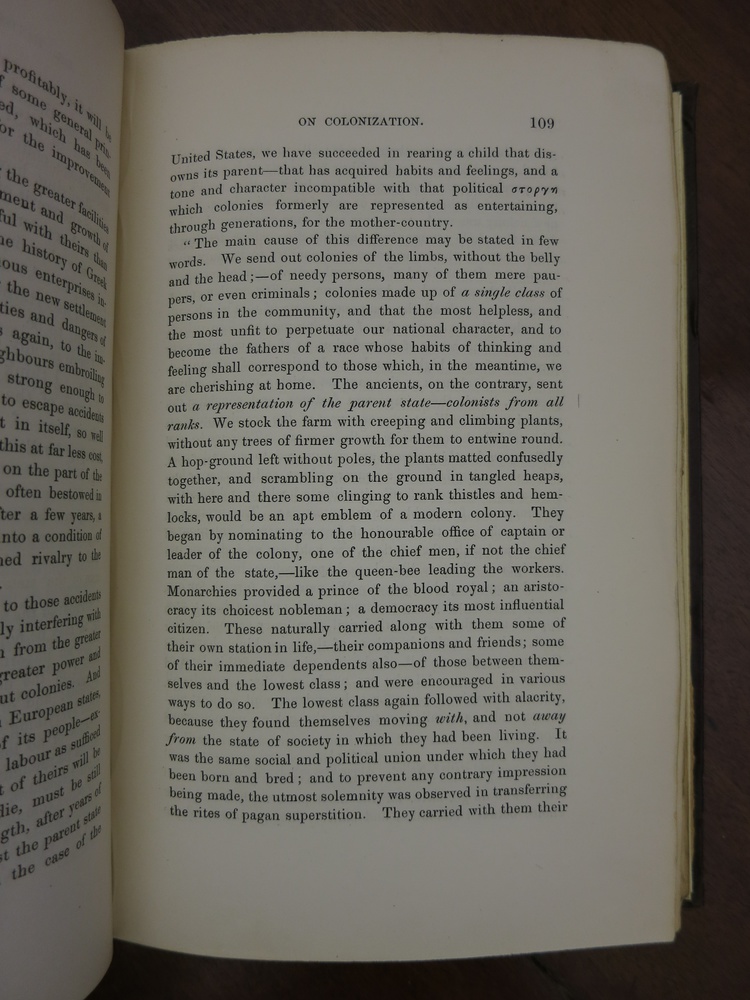 profitably, it will be
some general prin-
ed, which has been
for the improvement
the greater facilities
ment and growth of
ful with theirs than
ne history of Greek
ous enterprises in-
the new settlement
ties and dangers of
again, to the im-
ghbours embroiling
strong enough to
to escape accidents
t in itself, so well
this at far less cost,
on the part of the
often bestowed in
fter a few years, a
nto a condition of
ned rivalry to the
to those accidents
ly interfering with
from the greater
greater power and
ut colonies. And
European states,
f its people—ex-
labour as sufficed
t of theirs will be
die, must be still
gth, after years of
st the parent state
the case of the
ON COLONIZATION. 109
United States, we have succeeded in rearing a child that dis-
owns its parent—that has acquired habits and feelings, and a
tone and character incompatible with that political στοργη
which colonies formerly are represented as entertaining,
through generations, for the mother-country.
“ The main cause of this difference may be stated in few
words. We send out colonies of the limbs, without the belly
and the head ;—of needy persons, many of them mere pau-
pers, or even criminals ; colonies made up of a single class of
persons in the community, and that the most helpless, and
the most unfit to perpetuate our national character, and to
become the fathers of a race whose habits of thinking and
feeling shall correspond to those which, in the meantime, we
are cherishing at home. The ancients, on the contrary, sent
out a representation of the parent state—colonists from all
ranks. We stock the farm with creeping and climbing plants,
without any trees of firmer growth for them to entwine round.
A hop-ground left without poles, the plants matted confusedly
together, and scrambling on the ground in tangled heaps,
with here and there some clinging to rank thistles and hem-
locks, would be an apt emblem of a modern colony. They
began by nominating to the honourable office of captain or
leader of the colony, one of the chief men, if not the chief
man of the state,—like the queen-bee leading the workers.
Monarchies provided a prince of the blood royal ; an aristo-
cracy its choicest nobleman ; a democracy its most influential
citizen. These naturally carried along with them some of
their own station in life,—their companions and friends ; some
of their immediate dependents also—of those between them-
selves and the lowest class ; and were encouraged in various
ways to do so. The lowest class again followed with alacrity,
because they found themselves moving with, and not away
from the state of society in which they had been living. It
was the same social and political union under which they had
been born and bred ; and to prevent any contrary impression
being made, the utmost solemnity was observed in transferring
the rites of pagan superstition. They carried with them their